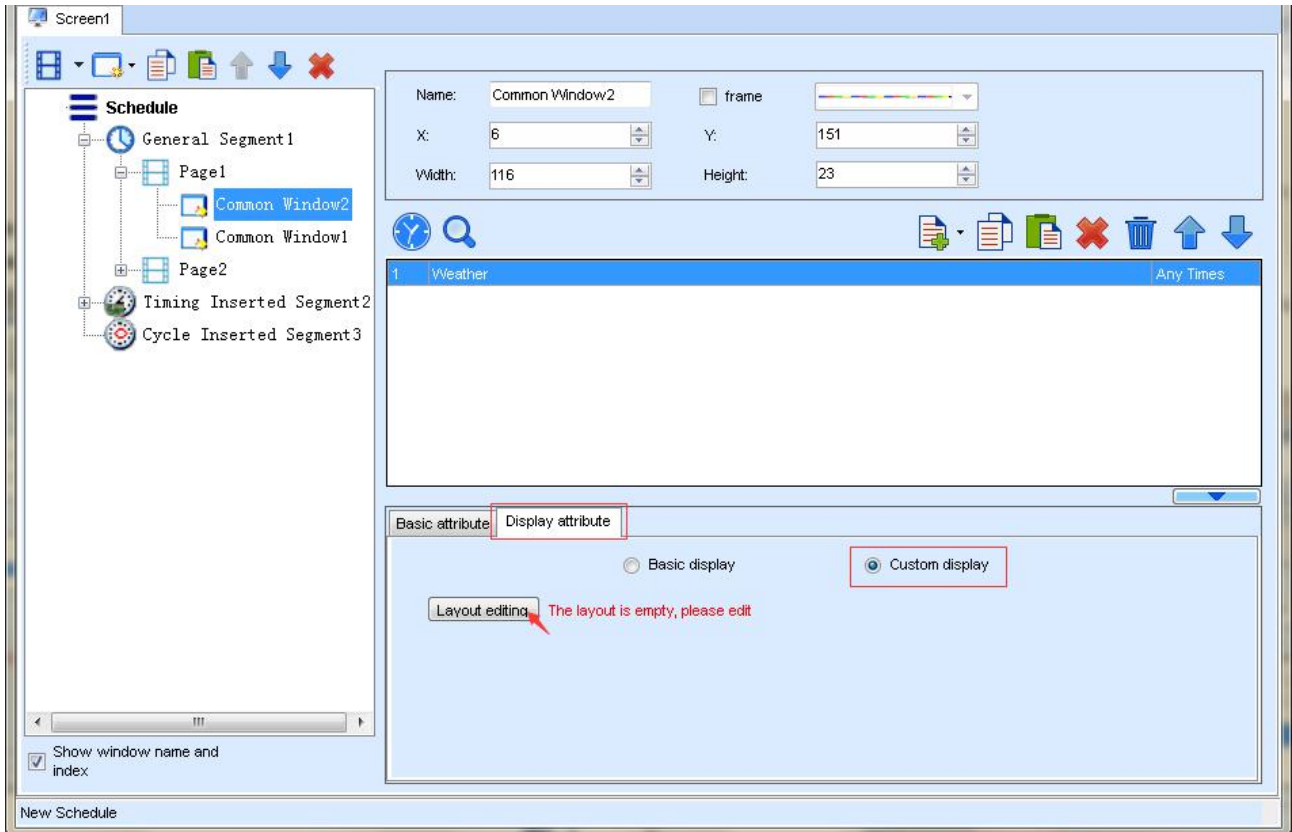 Screen1
Schedule
General Segment1
Page1
Common Window2
Common Window1
Page2
Timing Inserted Segment2
Cycle Inserted Segment3
Show window name and
index
Name: Common Window2 frame
X: 6 Y: 151
Width: 116 Height: 23
1 Weather Any Times
Basic attribute Display attribute
Basic display Custom display
Layout editing The layout is empty, please edit
New Schedule